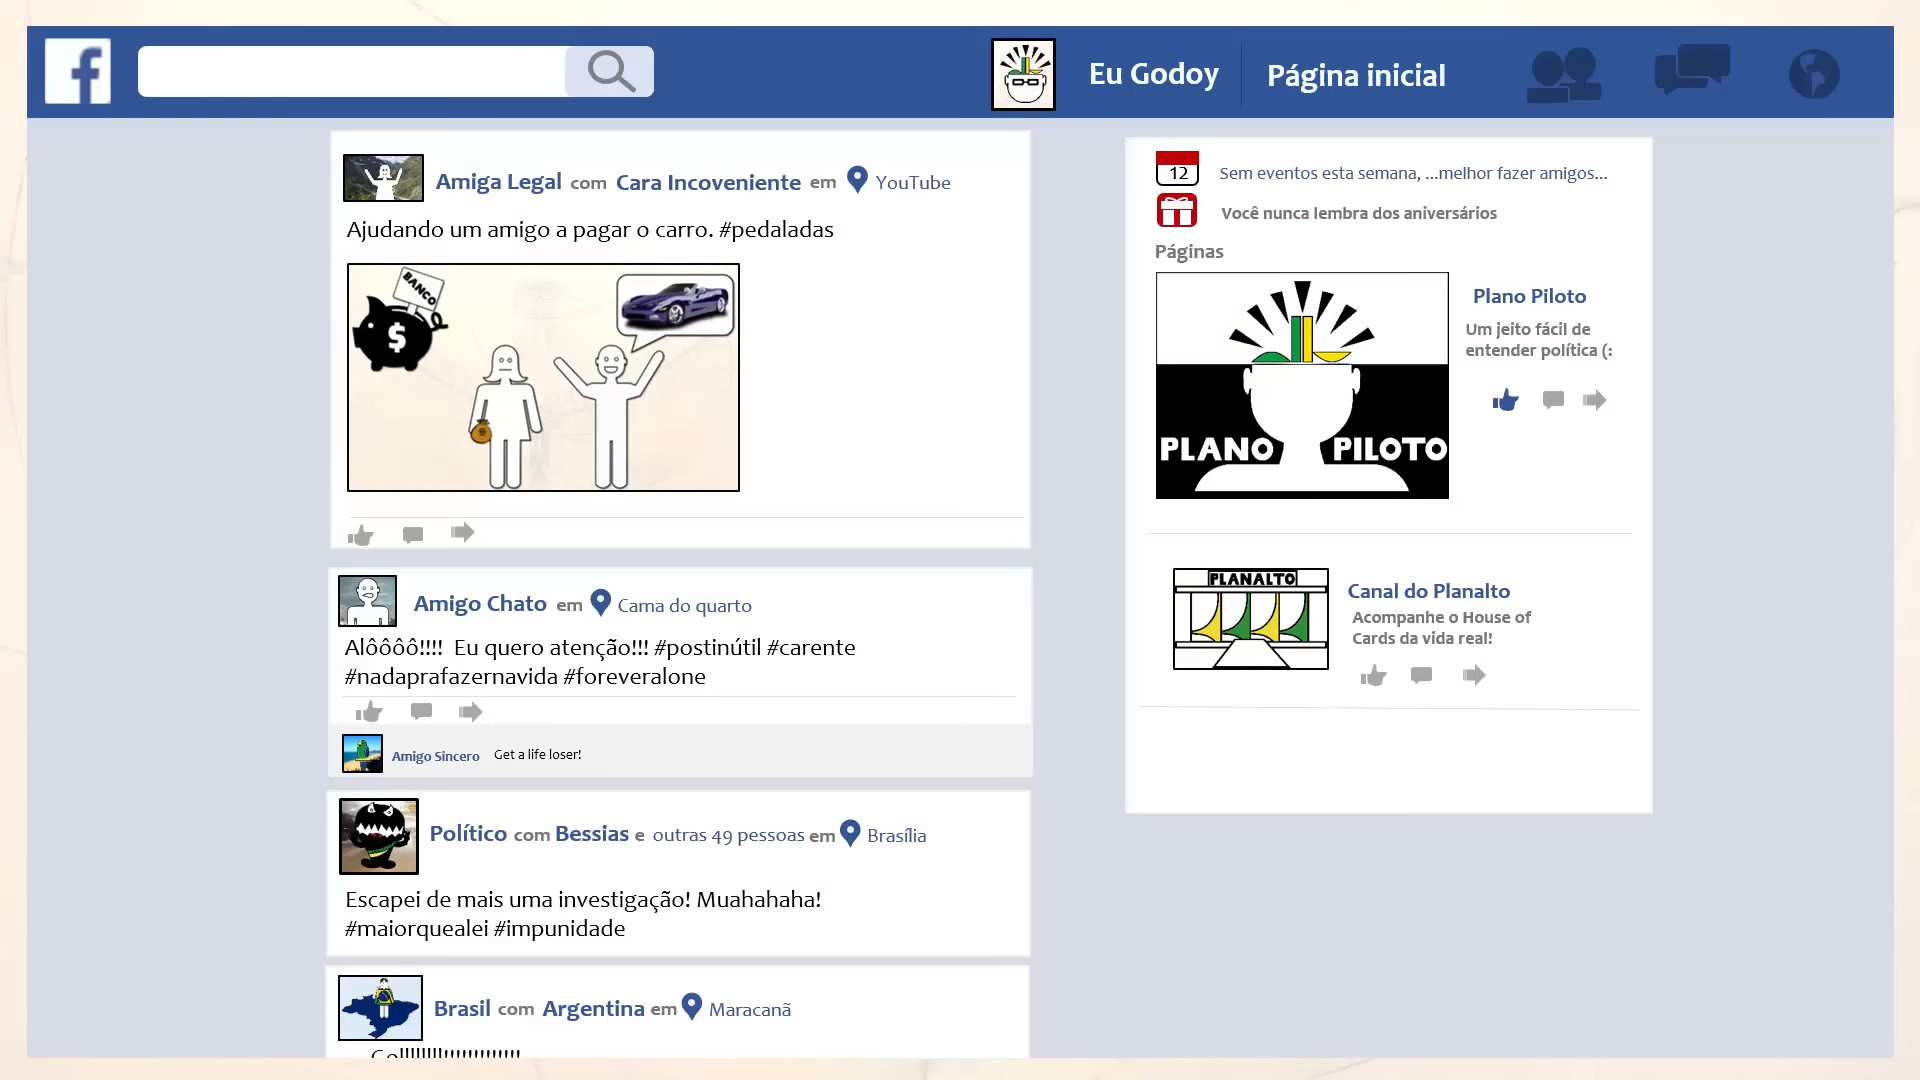 f
Eu Godoy
Página inicial
Amiga Legal com Cara Incoveniente em YouTube
Ajudando um amigo a pagar o carro. #pedaladas
BANCO
$
Amigo Chato em Cama do quarto
Alôôôô!!!! Eu quero atenção!!! #postinútil #carente
#nadaprafazernavida #foreveralone
Amigo Sincero Get a life loser!
Político com Bessias e outras 49 pessoas em Brasília
Escapei de mais uma investigação! Muahahaha!
#maiorquealei #impunidade
Brasil com Argentina em Maracanã
12
Sem eventos esta semana, ...melhor fazer amigos...
Você nunca lembra dos aniversários
Páginas
PLANO PILOTO
Plano Piloto
Um jeito fácil de
entender política (:
PLANALTO
Canal do Planalto
Acompanhe o House of
Cards da vida real!